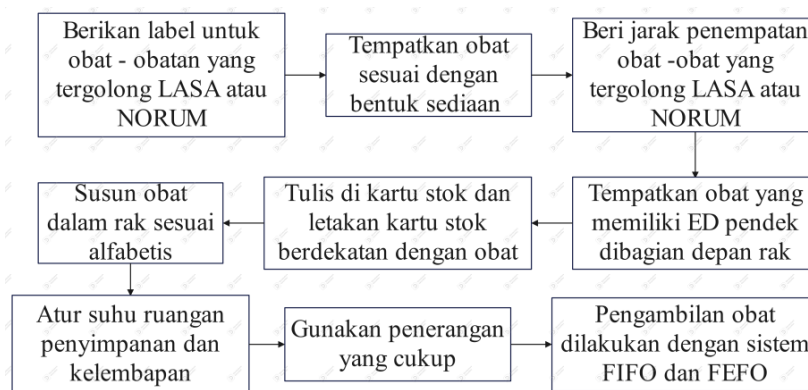 Berikan label untuk
obat - obatan yang
tergolong LASA atau
NORUM
Tempatkan obat
sesuai dengan
bentuk sediaan
Beri jarak penempatan
obat -obat yang
tergolong LASA atau
NORUM
Tempatkan obat yang
memiliki ED pendek
dibagian depan rak
Tulis di kartu stok dan
letakan kartu stok
berdekatan dengan obat
Susun obat
dalam rak sesuai
alfabetis
Atur suhu ruangan
penyimpanan dan
kelembapan
Gunakan penerangan
yang cukup
Pengambilan obat
dilakukan dengan sistem
FIFO dan FEFO